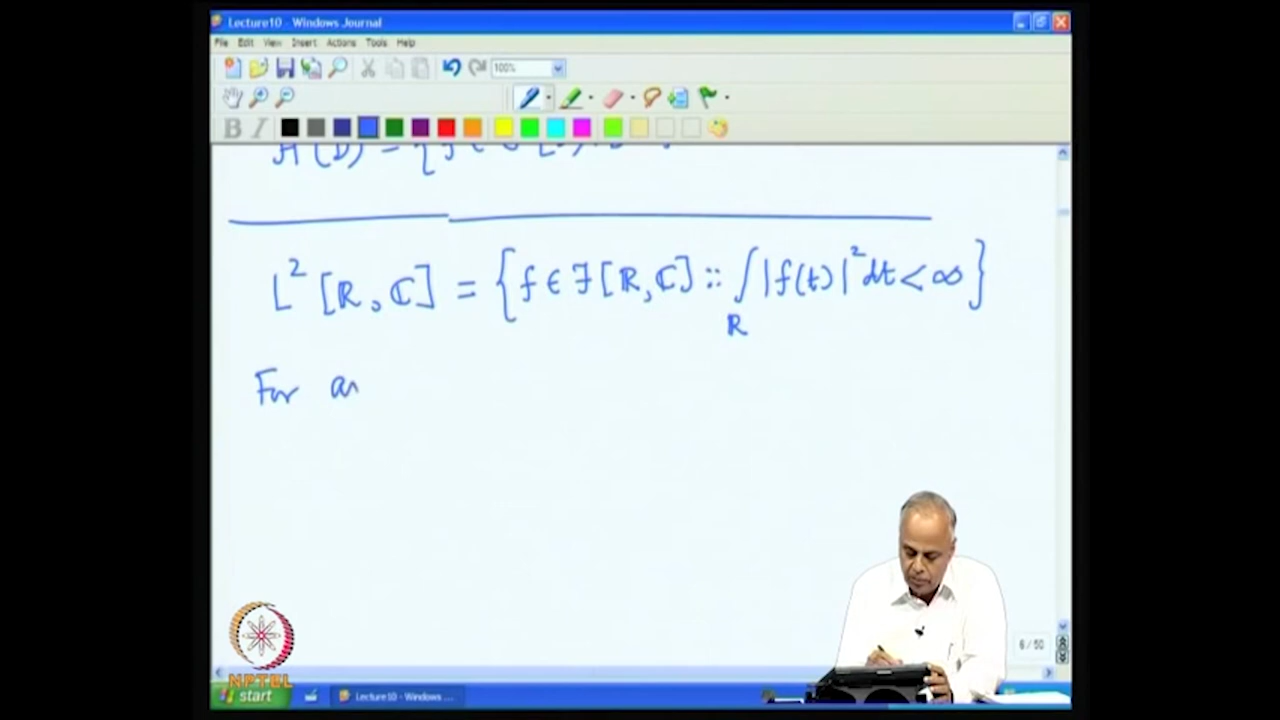 Lecture10 - Windows Journal
File Edit View Insert Actions Tools Help
100%
B I
L² [ℝ, ℂ] = { f ∈ ℱ [ℝ, ℂ] :: ∫_ℝ |f(t)|² dt < ∞ }
For an
6 / 50
NPTEL
start Lecture10 - Windows ...